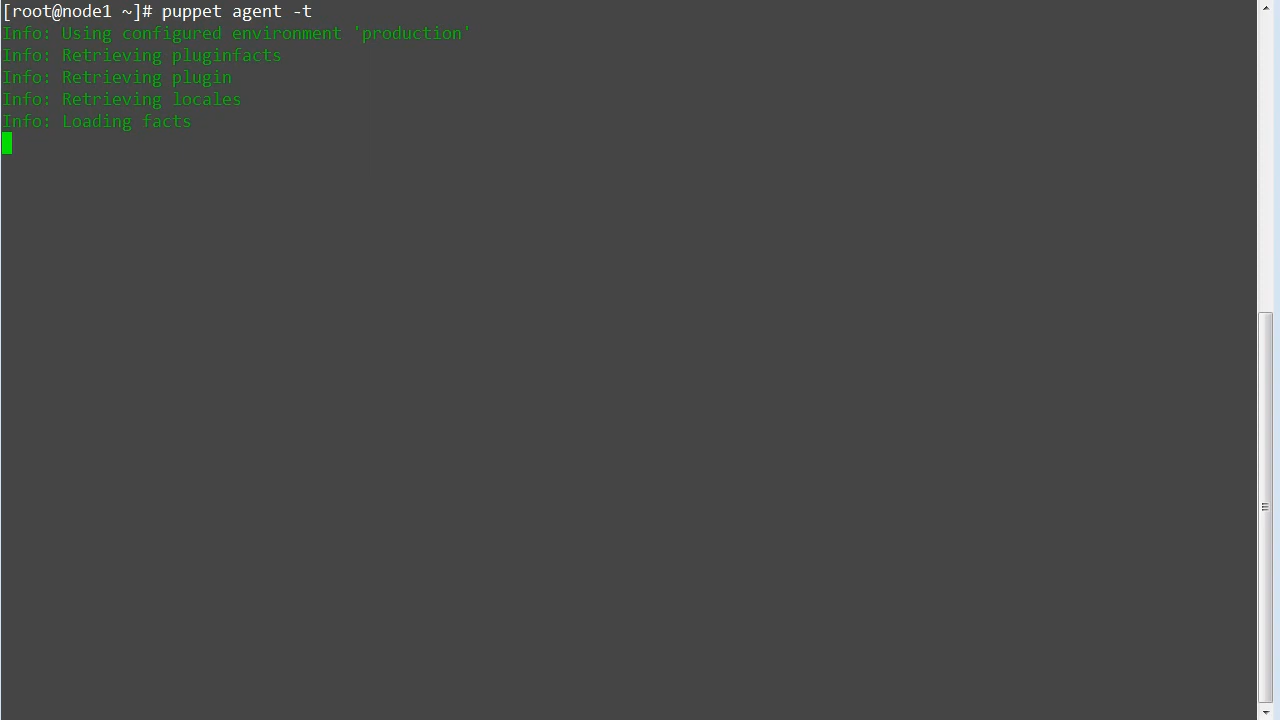 [root@node1 ~]# puppet agent -t
Info: Using configured environment 'production'
Info: Retrieving pluginfacts
Info: Retrieving plugin
Info: Retrieving locales
Info: Loading facts